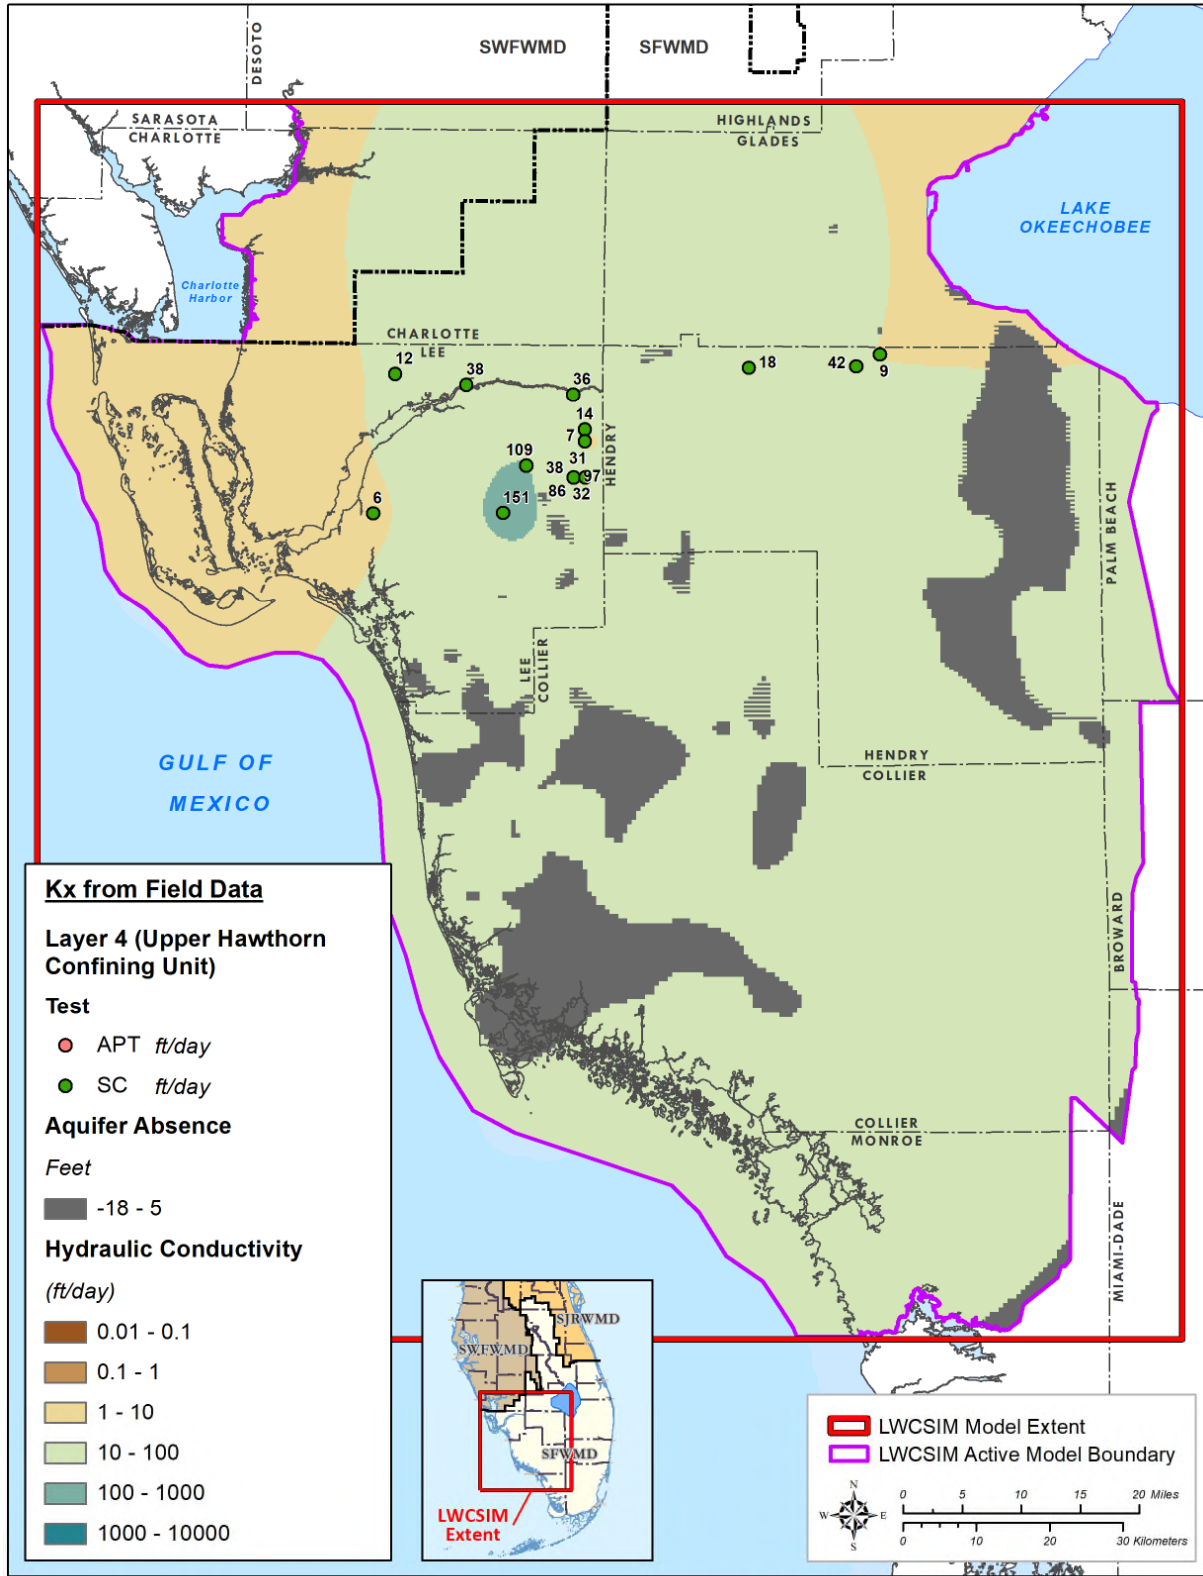 DESOTO
SWFWMD
SFWMD
SARASOTA
CHARLOTTE
HIGHLANDS
GLADES
LAKE
OKEECHOBEE
Charlotte
Harbor
CHARLOTTE
LEE
12
38
36
18
42
9
14
7
HENDRY
109
38
31
97
86
32
151
6
PALM BEACH
LEE
COLLIER
GULF OF
MEXICO
HENDRY
COLLIER
BROWARD
COLLIER
MONROE
MIAMI-DADE
Kx from Field Data
Layer 4 (Upper Hawthorn
Confining Unit)
Test
APT ft/day
SC ft/day
Aquifer Absence
Feet
-18 - 5
Hydraulic Conductivity
(ft/day)
0.01 - 0.1
0.1 - 1
1 - 10
10 - 100
100 - 1000
1000 - 10000
SJRWMD
SWFWMD
SFWMD
LWCSIM
Extent
LWCSIM Model Extent
LWCSIM Active Model Boundary
N
W E
S
0 5 10 15 20 Miles
0 10 20 30 Kilometers